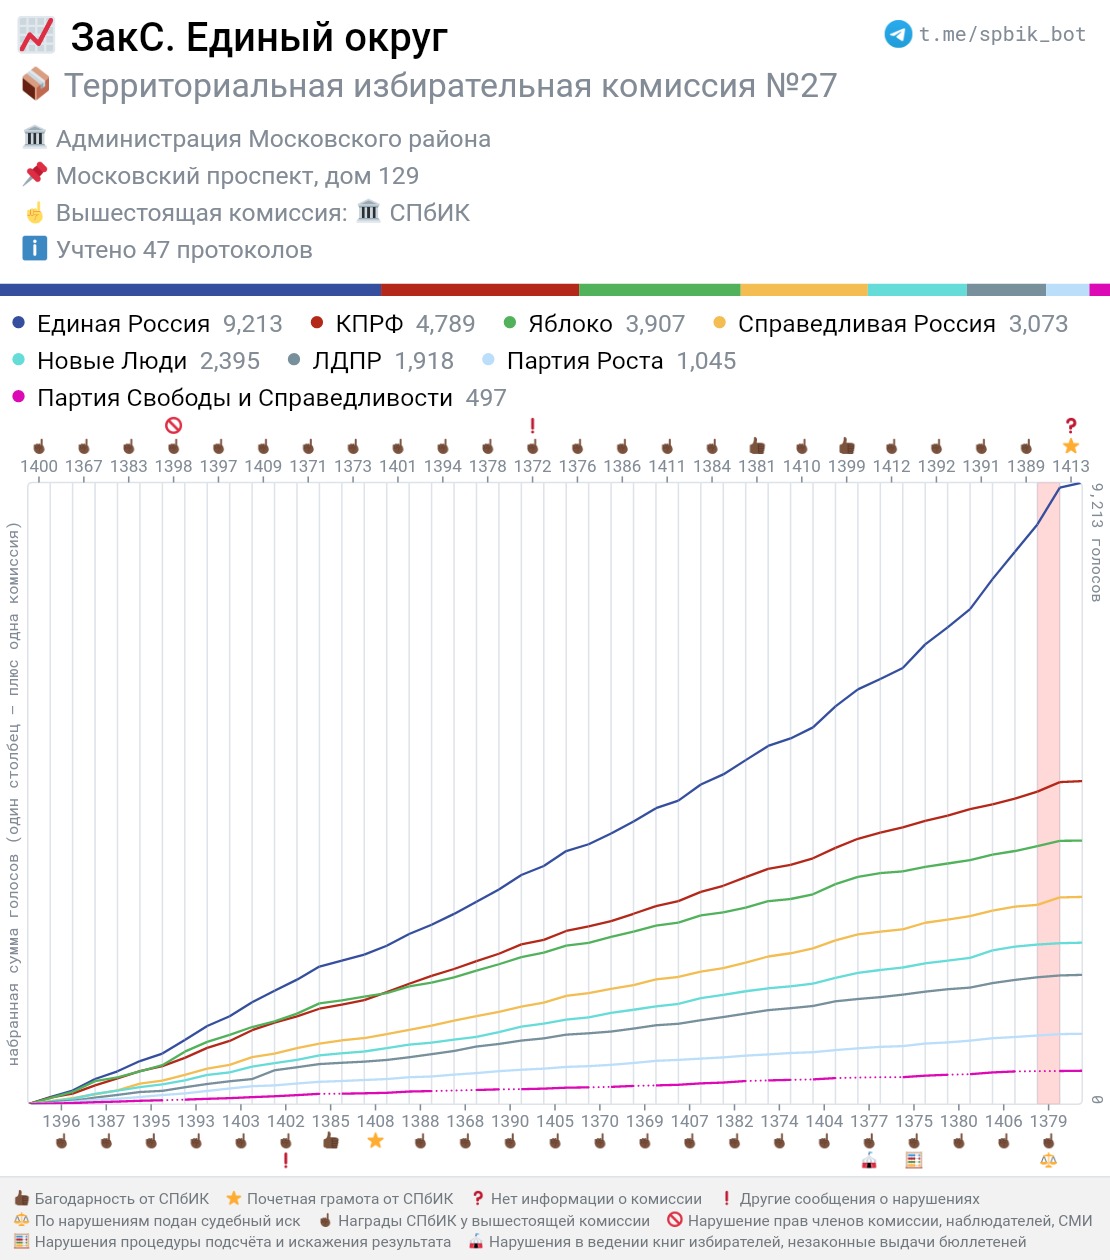 ЗакС. Единый округ
t.me/spbik_bot
Территориальная избирательная комиссия №27
Администрация Московского района
Московский проспект, дом 129
Вышестоящая комиссия: СПбИК
Учтено 47 протоколов
Единая Россия 9,213 КПРФ 4,789 Яблоко 3,907 Справедливая Россия 3,073
Новые Люди 2,395 ЛДПР 1,918 Партия Роста 1,045
Партия Свободы и Справедливости 497
1400 1367 1383 1398 1397 1409 1371 1373 1401 1394 1378 1372 1376 1386 1411 1384 1381 1410 1399 1412 1392 1391 1389 1413
набранная сумма голосов (один столбец — плюс одна комиссия)
9,213 голосов
0
1396 1387 1395 1393 1403 1402 1385 1408 1388 1368 1390 1405 1370 1369 1407 1382 1374 1404 1377 1375 1380 1406 1379
Багодарность от СПбИК Почетная грамота от СПбИК Нет информации о комиссии Другие сообщения о нарушениях
По нарушениям подан судебный иск Награды СПбИК у вышестоящей комиссии Нарушение прав членов комиссии, наблюдателей, СМИ
Нарушения процедуры подсчёта и искажения результата Нарушения в ведении книг избирателей, незаконные выдачи бюллетеней